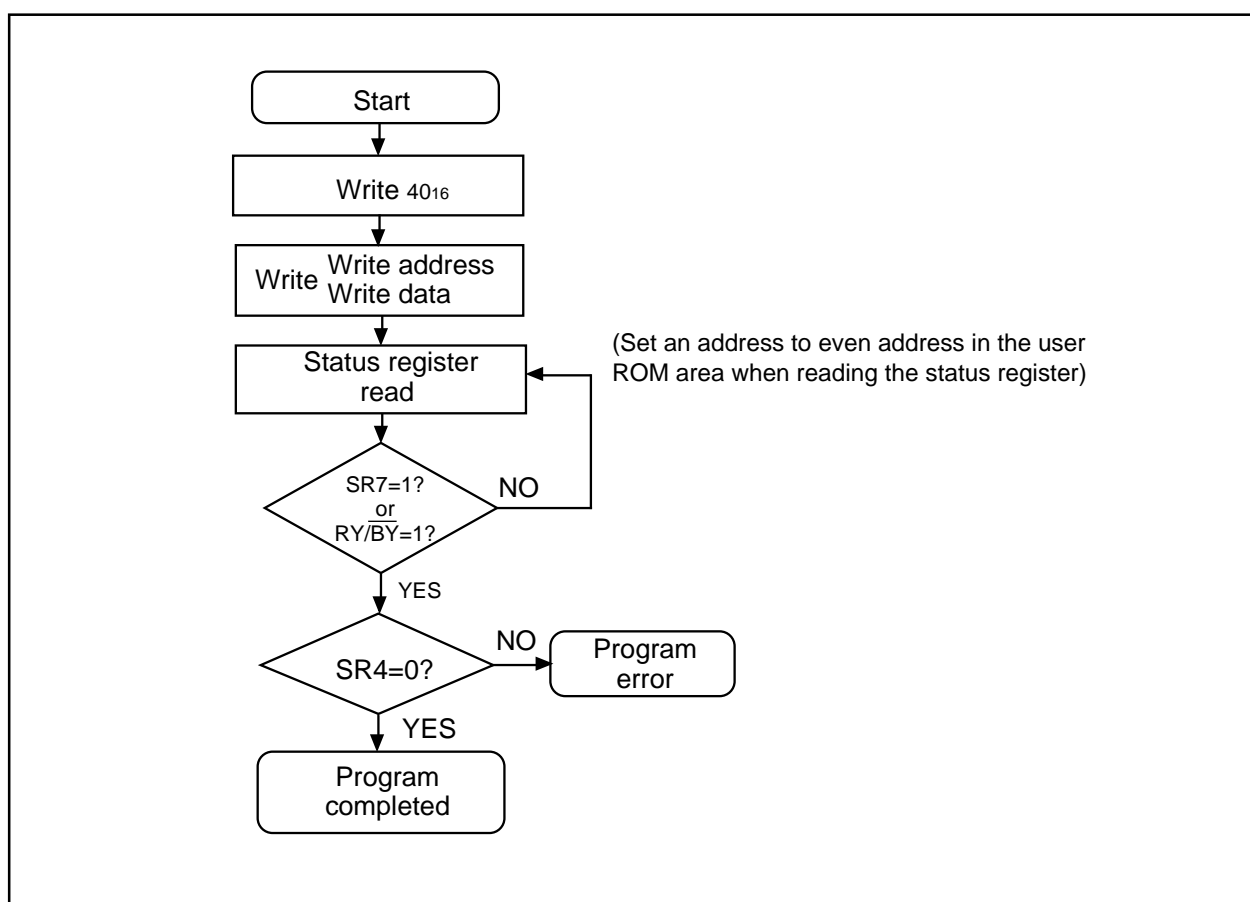 Start
Write 40₁₆
Write Write address
Write data
Status register
read
(Set an address to even address in the user
ROM area when reading the status register)
SR7=1?
or
RY/B̅Y̅=1?
NO
YES
SR4=0?
NO
Program
error
YES
Program
completed